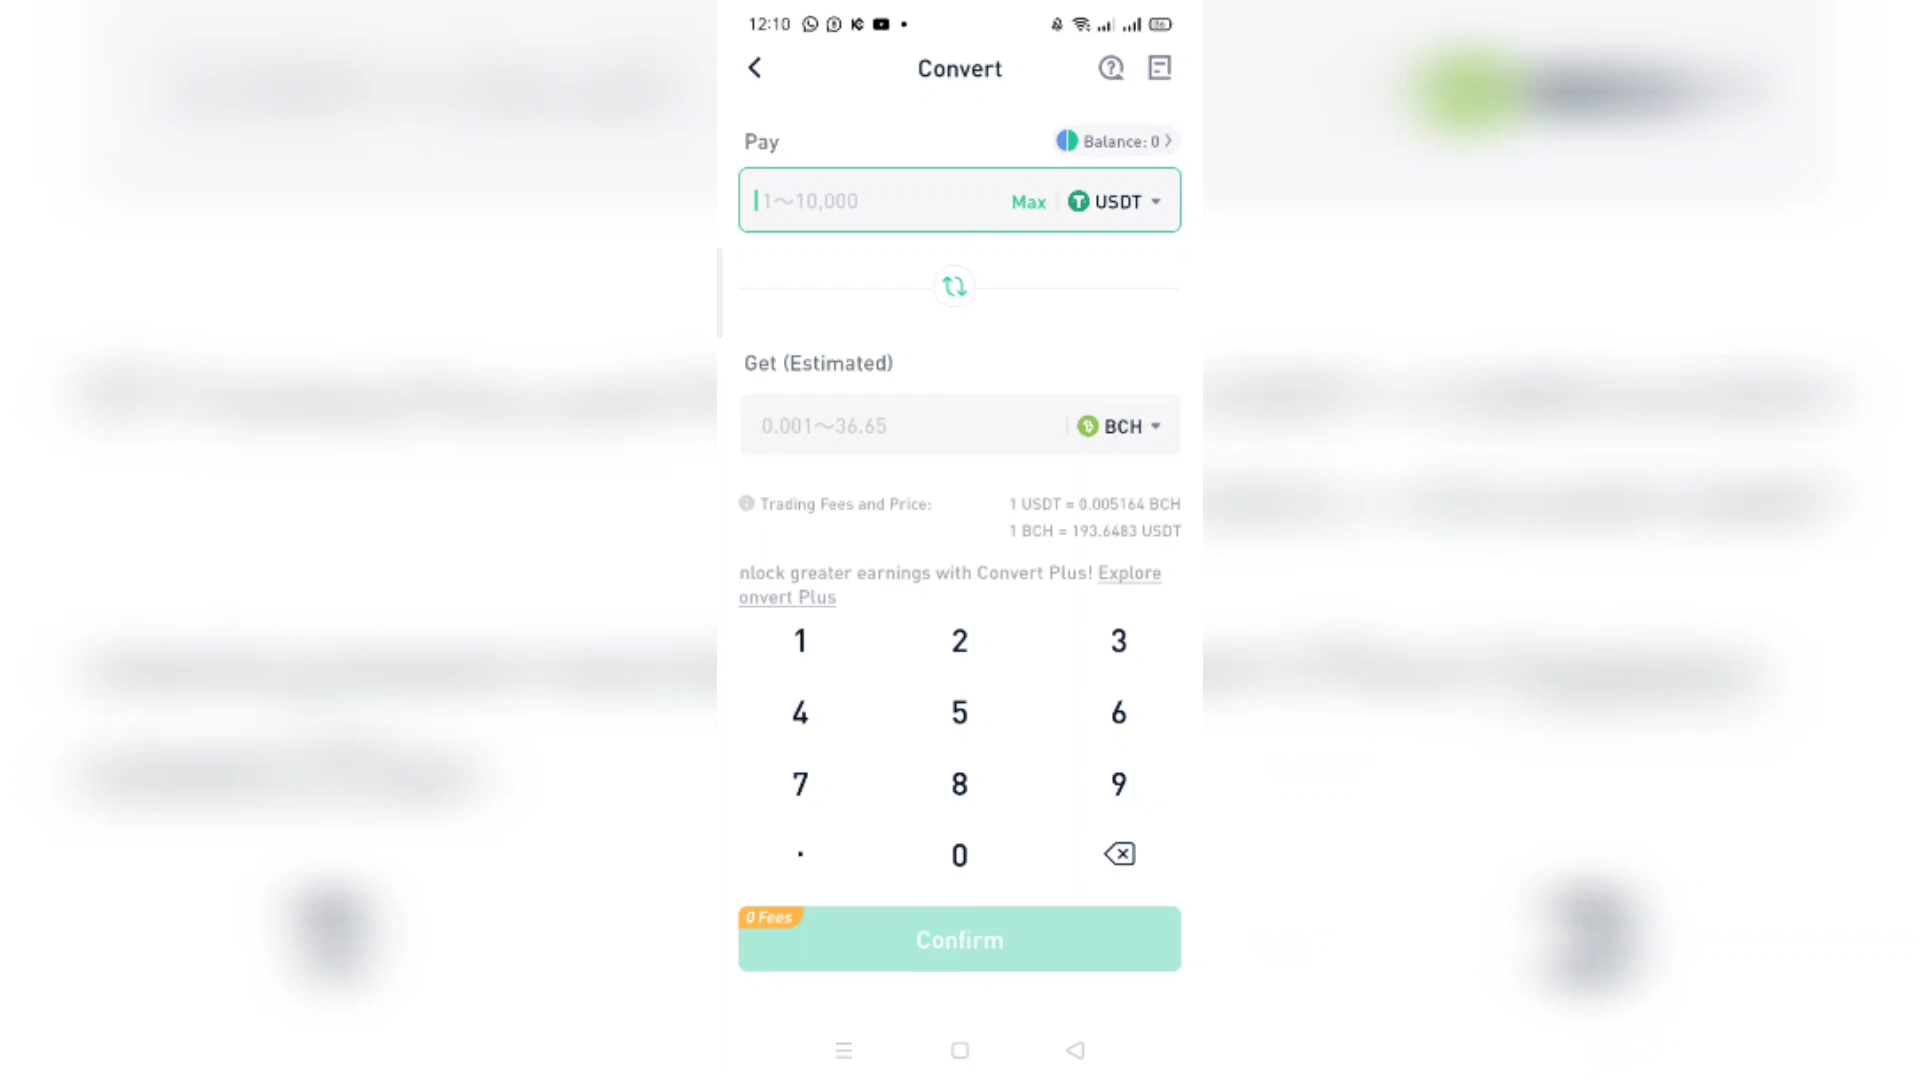 12:10
Convert
Pay
Balance: 0
1~10,000 Max USDT
Get (Estimated)
0.001~36.65 BCH
Trading Fees and Price: 1 USDT ≈ 0.005164 BCH
1 BCH ≈ 193.6483 USDT
nlock greater earnings with Convert Plus! Explore
onvert Plus
1 2 3
4 5 6
7 8 9
. 0
0 Fees
Confirm